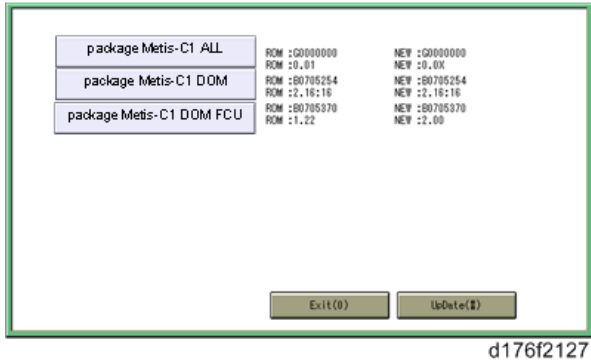 package Metis-C1 ALL
ROM :G0000000 NEW :G0000000
ROM :0.01 NEW :0.0X
package Metis-C1 DOM
ROM :B0705254 NEW :B0705254
ROM :2.16:16 NEW :2.16:16
package Metis-C1 DOM FCU
ROM :B0705370 NEW :B0705370
ROM :1.22 NEW :2.00
Exit(0) UpDate(#)
d176f2127